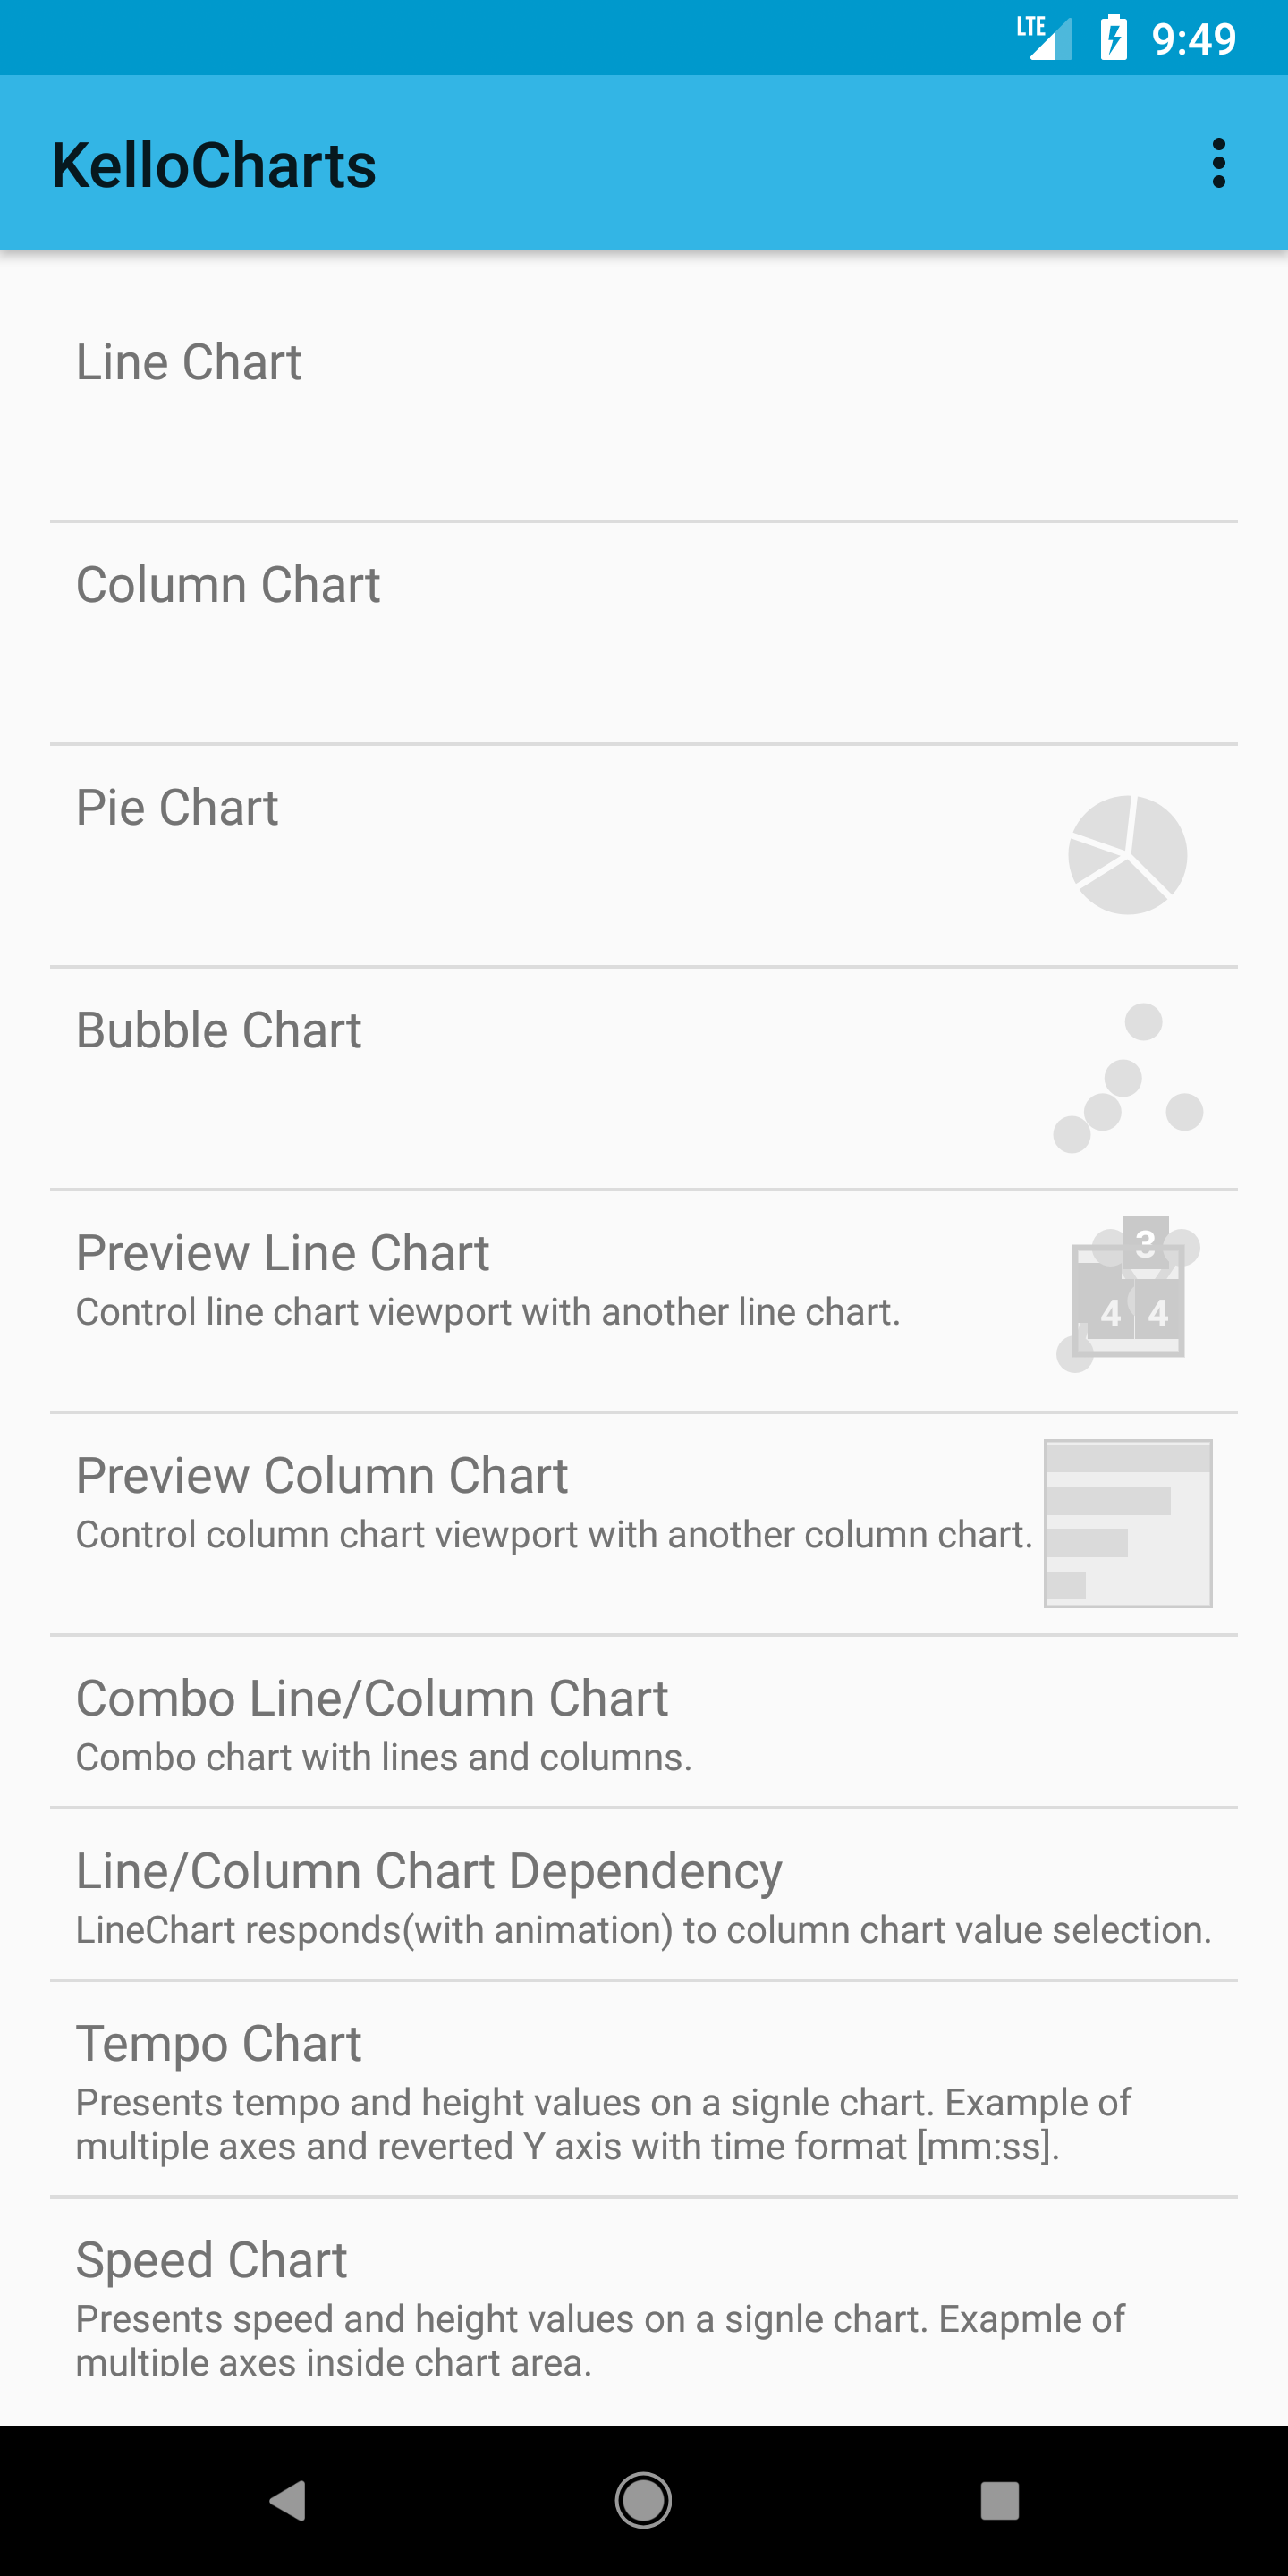 LTE 9:49
KelloCharts
Line Chart
Column Chart
Pie Chart
Bubble Chart
Preview Line Chart
Control line chart viewport with another line chart.
3
4 4
Preview Column Chart
Control column chart viewport with another column chart.
Combo Line/Column Chart
Combo chart with lines and columns.
Line/Column Chart Dependency
LineChart responds(with animation) to column chart value selection.
Tempo Chart
Presents tempo and height values on a signle chart. Example of
multiple axes and reverted Y axis with time format [mm:ss].
Speed Chart
Presents speed and height values on a signle chart. Exapmle of
multiple axes inside chart area.